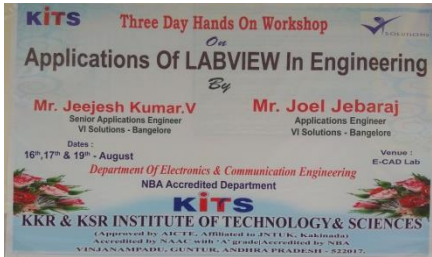 KiTS
Three Day Hands On Workshop
SOLUTIONS
On
Applications Of LABVIEW In Engineering
By
Mr. Jeejesh Kumar.V
Mr. Joel Jebaraj
Senior Applications Engineer
Applications Engineer
VI Solutions - Bangelore
VI Solutions - Bangelore
Dates :
16th,17th & 19th - August
Venue :
E-CAD Lab
Department Of Electronics & Communication Engineering
NBA Accredited Department
KiTS
KKR & KSR INSTITUTE OF TECHNOLOGY& SCIENCES
(Approved by AICTE, Affiliated to JNTUK, Kakinada)
Accredited by NAAC with 'A' grade|Accredited by NBA
VINJANAMPADU, GUNTUR, ANDHRA PRADESH - 522017.